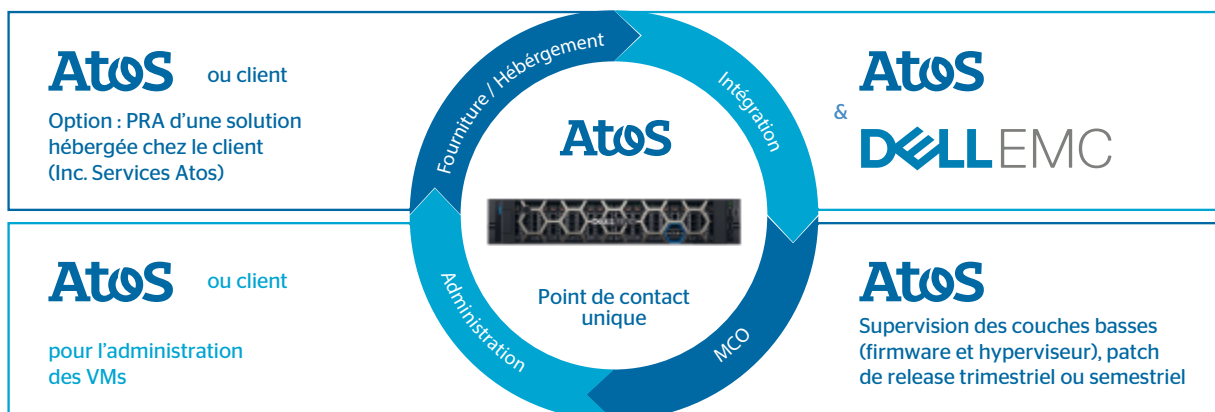 Atos ou client
Option : PRA d'une solution
hébergée chez le client
(Inc. Services Atos)
Fourniture / Hébérgement
Intégration
Atos
&
DELLEMC
Atos
DELLEMC
Point de contact
unique
Atos ou client
pour l'administration
des VMs
Administration
MCO
Atos
Supervision des couches basses
(firmware et hyperviseur), patch
de release trimestriel ou semestriel